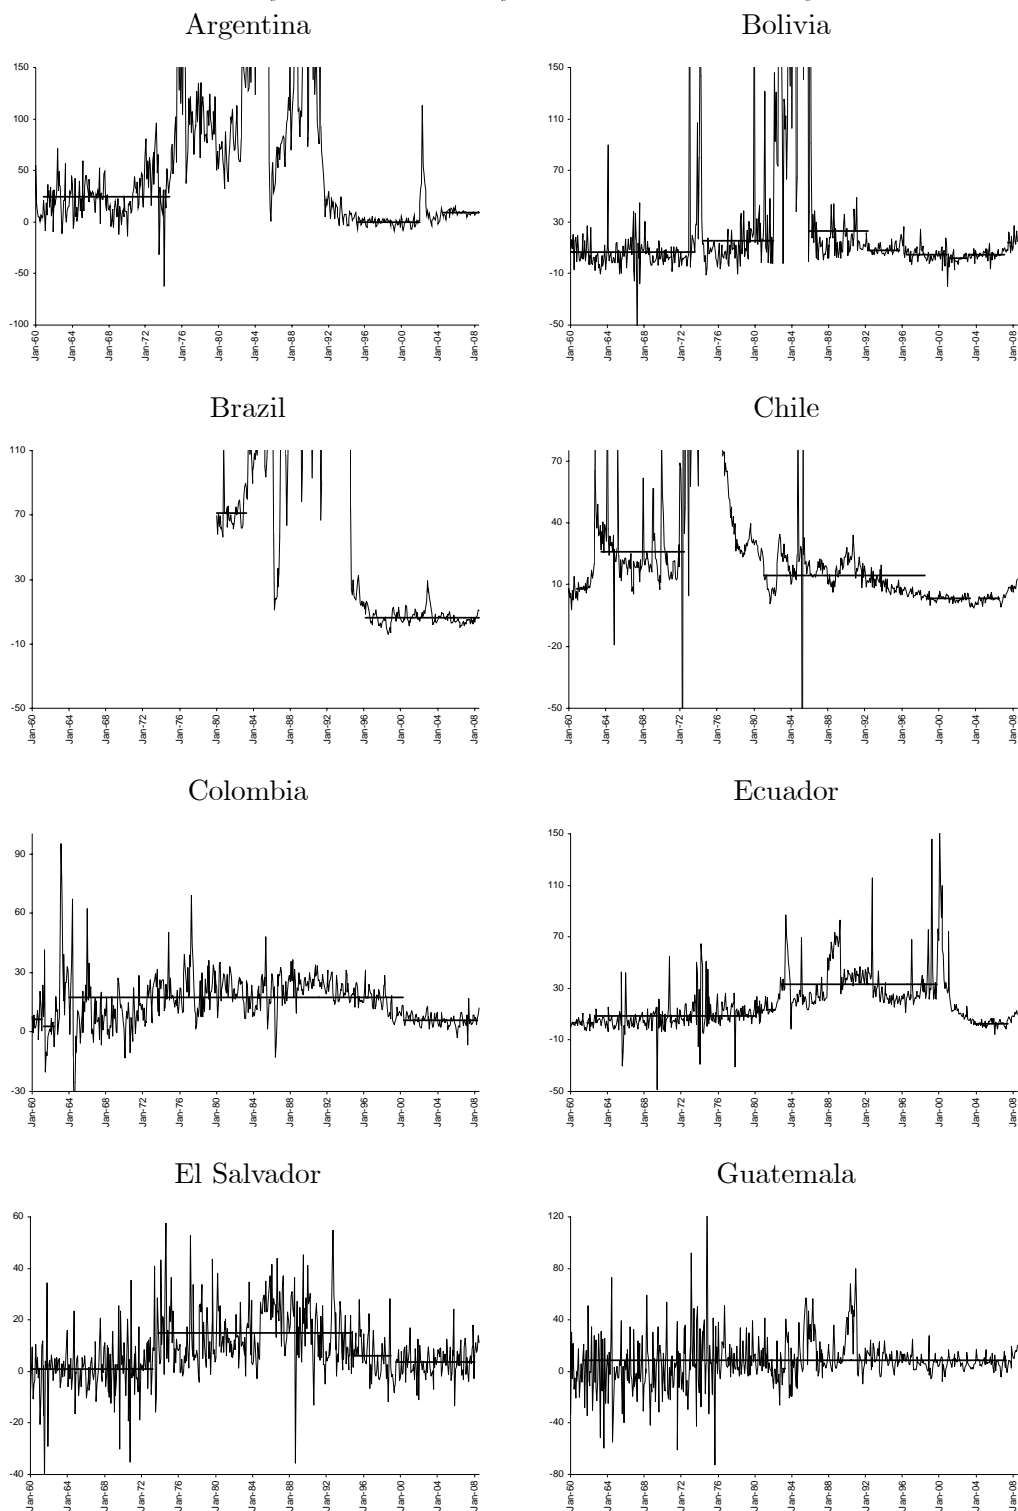 Argentina
Bolivia
150
100
50
0
-50
-100
Jan-60
Jan-64
Jan-68
Jan-72
Jan-76
Jan-80
Jan-84
Jan-88
Jan-92
Jan-96
Jan-00
Jan-04
Jan-08
150
110
70
30
-10
-50
Jan-60
Jan-64
Jan-68
Jan-72
Jan-76
Jan-80
Jan-84
Jan-88
Jan-92
Jan-96
Jan-00
Jan-04
Jan-08
Brazil
Chile
110
70
30
-10
-50
Jan-60
Jan-64
Jan-68
Jan-72
Jan-76
Jan-80
Jan-84
Jan-88
Jan-92
Jan-96
Jan-00
Jan-04
Jan-08
70
40
10
-20
-50
Jan-60
Jan-64
Jan-68
Jan-72
Jan-76
Jan-80
Jan-84
Jan-88
Jan-92
Jan-96
Jan-00
Jan-04
Jan-08
Colombia
Ecuador
90
60
30
0
-30
Jan-60
Jan-64
Jan-68
Jan-72
Jan-76
Jan-80
Jan-84
Jan-88
Jan-92
Jan-96
Jan-00
Jan-04
Jan-08
150
110
70
30
-10
-50
Jan-60
Jan-64
Jan-68
Jan-72
Jan-76
Jan-80
Jan-84
Jan-88
Jan-92
Jan-96
Jan-00
Jan-04
Jan-08
El Salvador
Guatemala
60
40
20
0
-20
-40
Jan-60
Jan-64
Jan-68
Jan-72
Jan-76
Jan-80
Jan-84
Jan-88
Jan-92
Jan-96
Jan-00
Jan-04
Jan-08
120
80
40
0
-40
-80
Jan-60
Jan-64
Jan-68
Jan-72
Jan-76
Jan-80
Jan-84
Jan-88
Jan-92
Jan-96
Jan-00
Jan-04
Jan-08